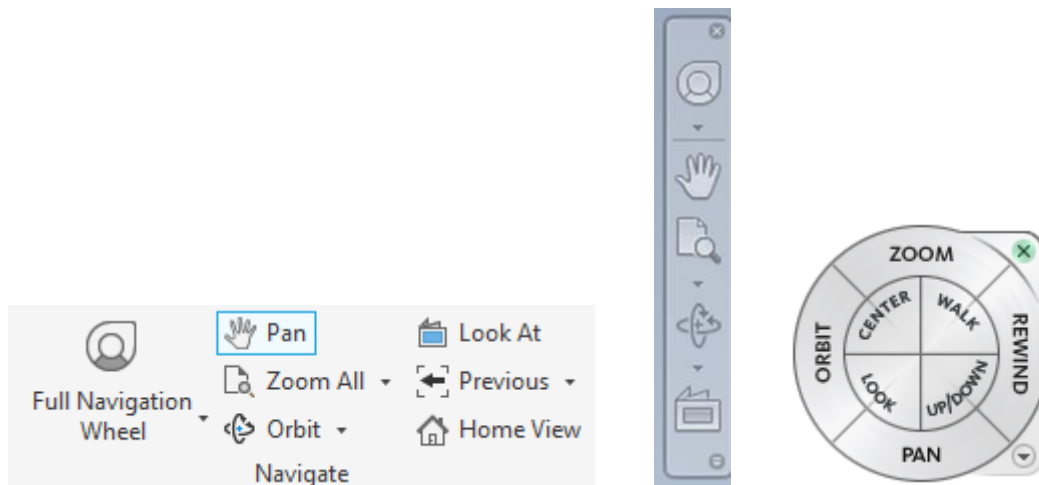 Full Navigation
Wheel
Pan
Zoom All
Orbit
Look At
Previous
Home View
Navigate
ZOOM
CENTER
WALK
ORBIT
REWIND
LOOK
UP/DOWN
PAN